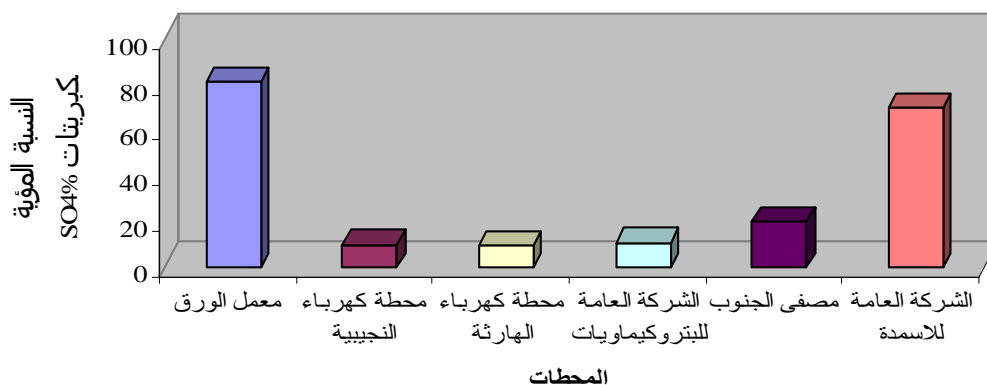 النسبة المؤية
كبريتات SO4%
100
80
60
40
20
0
معمل الورق
محطة كهرباء
النجيبية
محطة كهرباء
الهارثة
الشركة العامة
للبتروكيماويات
مصفى الجنوب
الشركة العامة
للاسمدة
المحطات